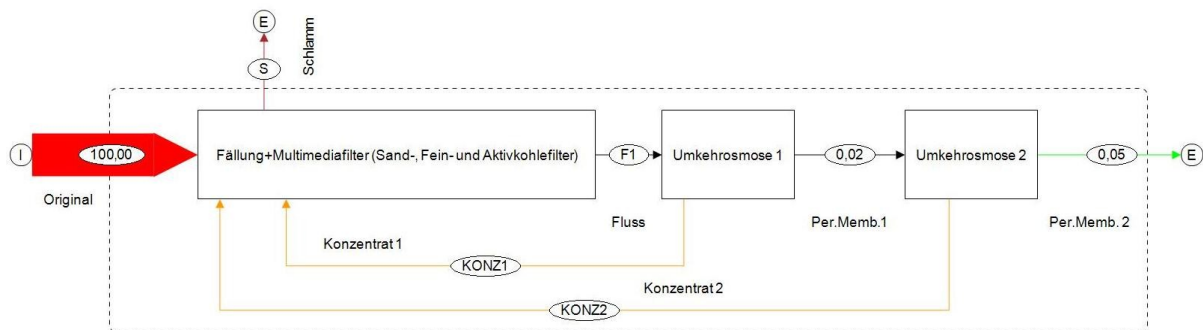 E
Schlamm
S
I
100,00
Original
Fällung+Multimediafilter (Sand-, Fein- und Aktivkohlefilter)
F1
Fluss
Umkehrosmose 1
0,02
Per.Memb.1
Umkehrosmose 2
0,05
Per.Memb. 2
E
Konzentrat 1
KONZ1
Konzentrat 2
KONZ2